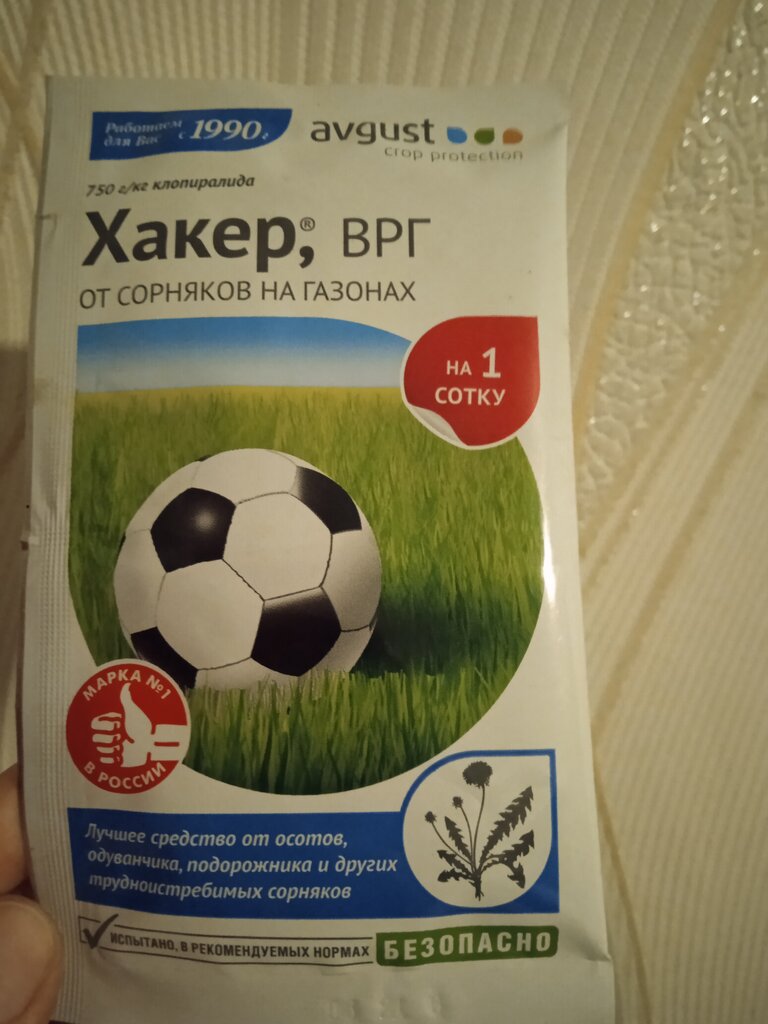 Работаем
для Вас с 1990 г.
avgust
crop protection
750 г/кг клопиралида
Хакер,® ВРГ
ОТ СОРНЯКОВ НА ГАЗОНАХ
НА 1
СОТКУ
МАРКА №1
В РОССИИ
Лучшее средство от осотов,
одуванчика, подорожника и других
трудноистребимых сорняков
ИСПЫТАНО, В РЕКОМЕНДУЕМЫХ НОРМАХ БЕЗОПАСНО